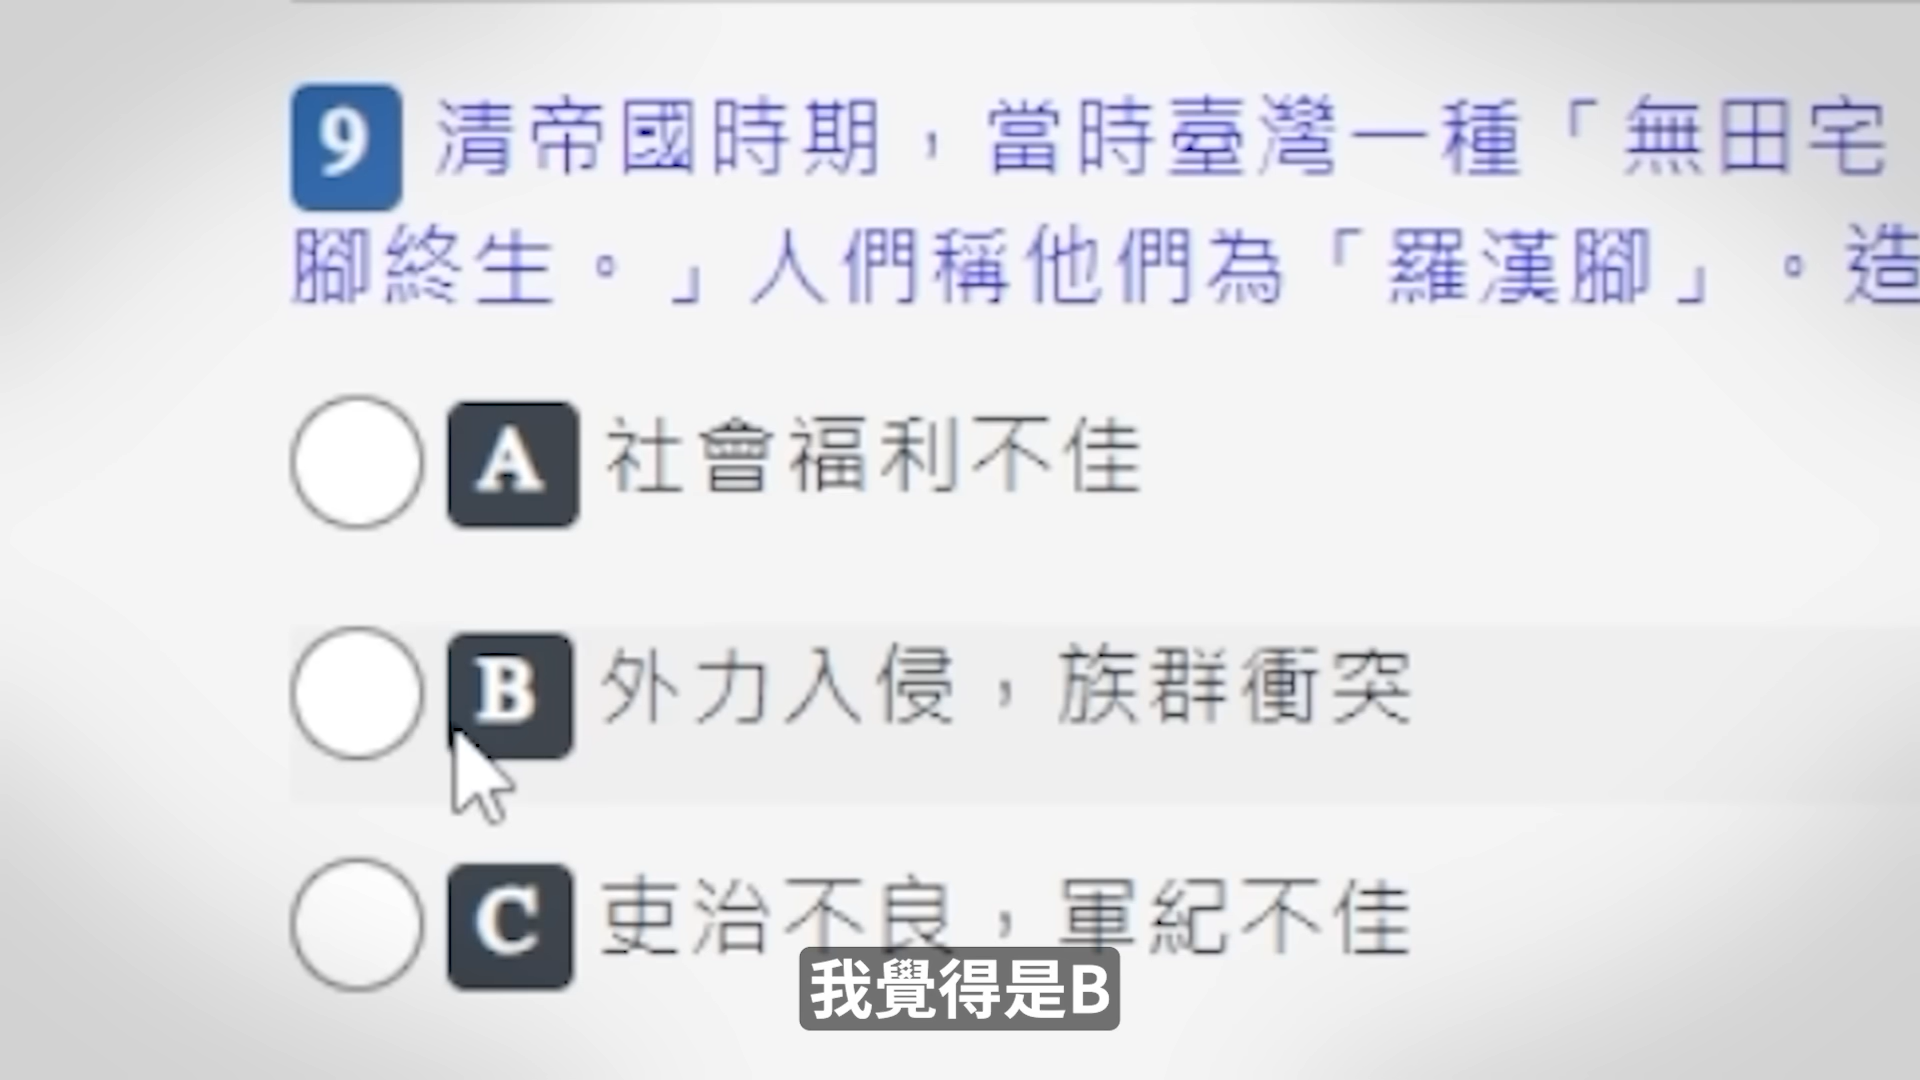 9 清帝國時期，當時臺灣一種「無田宅
腳終生。」人們稱他們為「羅漢腳」。造
A 社會福利不佳
B 外力入侵，族群衝突
C 吏治不良，軍紀不佳
我覺得是B